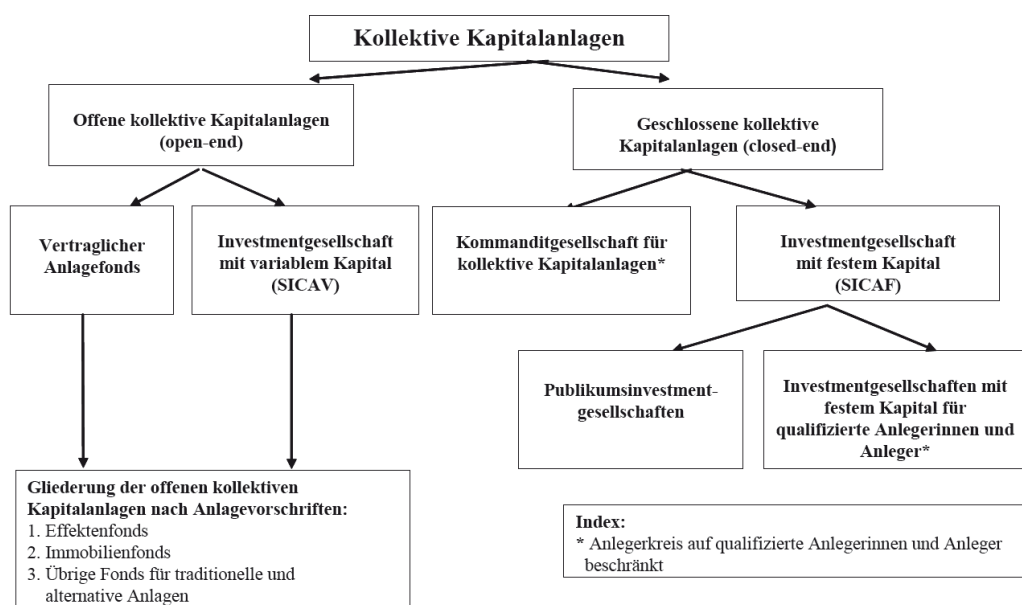 Kollektive Kapitalanlagen
Offene kollektive Kapitalanlagen
(open-end)
Geschlossene kollektive
Kapitalanlagen (closed-end)
Vertraglicher
Anlagefonds
Investmentgesellschaft
mit variablem Kapital
(SICAV)
Kommanditgesellschaft für
kollektive Kapitalanlagen*
Investmentgesellschaft
mit festem Kapital
(SICAF)
Publikumsinvestment-
gesellschaften
Investmentgesellschaften mit
festem Kapital für
qualifizierte Anlegerinnen und
Anleger*
Gliederung der offenen kollektiven
Kapitalanlagen nach Anlagevorschriften:
1. Effektenfonds
2. Immobilienfonds
3. Übrige Fonds für traditionelle und
alternative Anlagen
Index:
* Anlegerkreis auf qualifizierte Anlegerinnen und Anleger
beschränkt